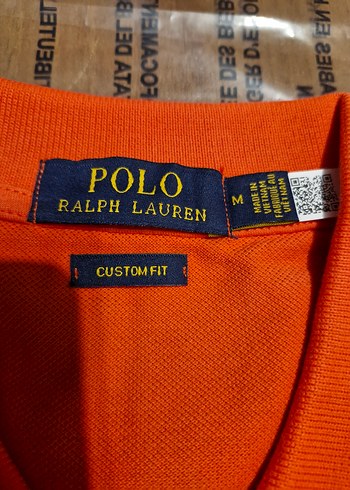 POLO
RALPH LAUREN
M
MADE IN
VIETNAM
FABRIQUÉ AU
VIÊT NAM
CUSTOM FIT